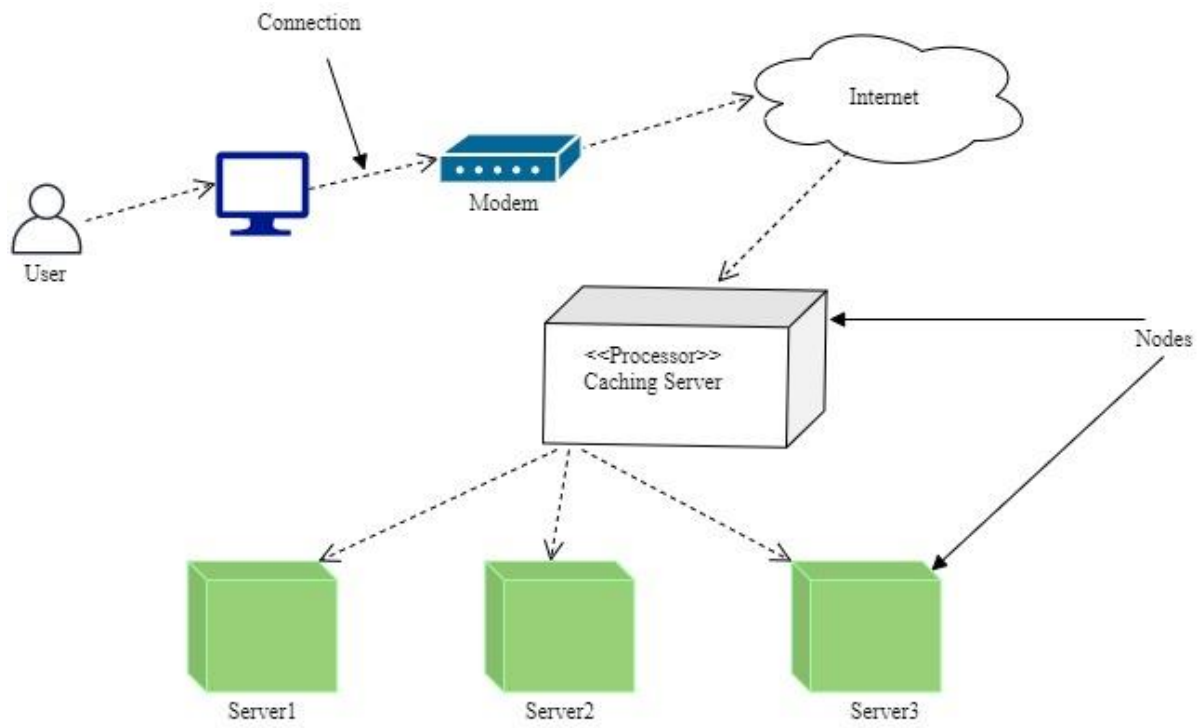 Connection
Internet
Modem
User
Nodes
<<Processor>>
Caching Server
Server1
Server2
Server3